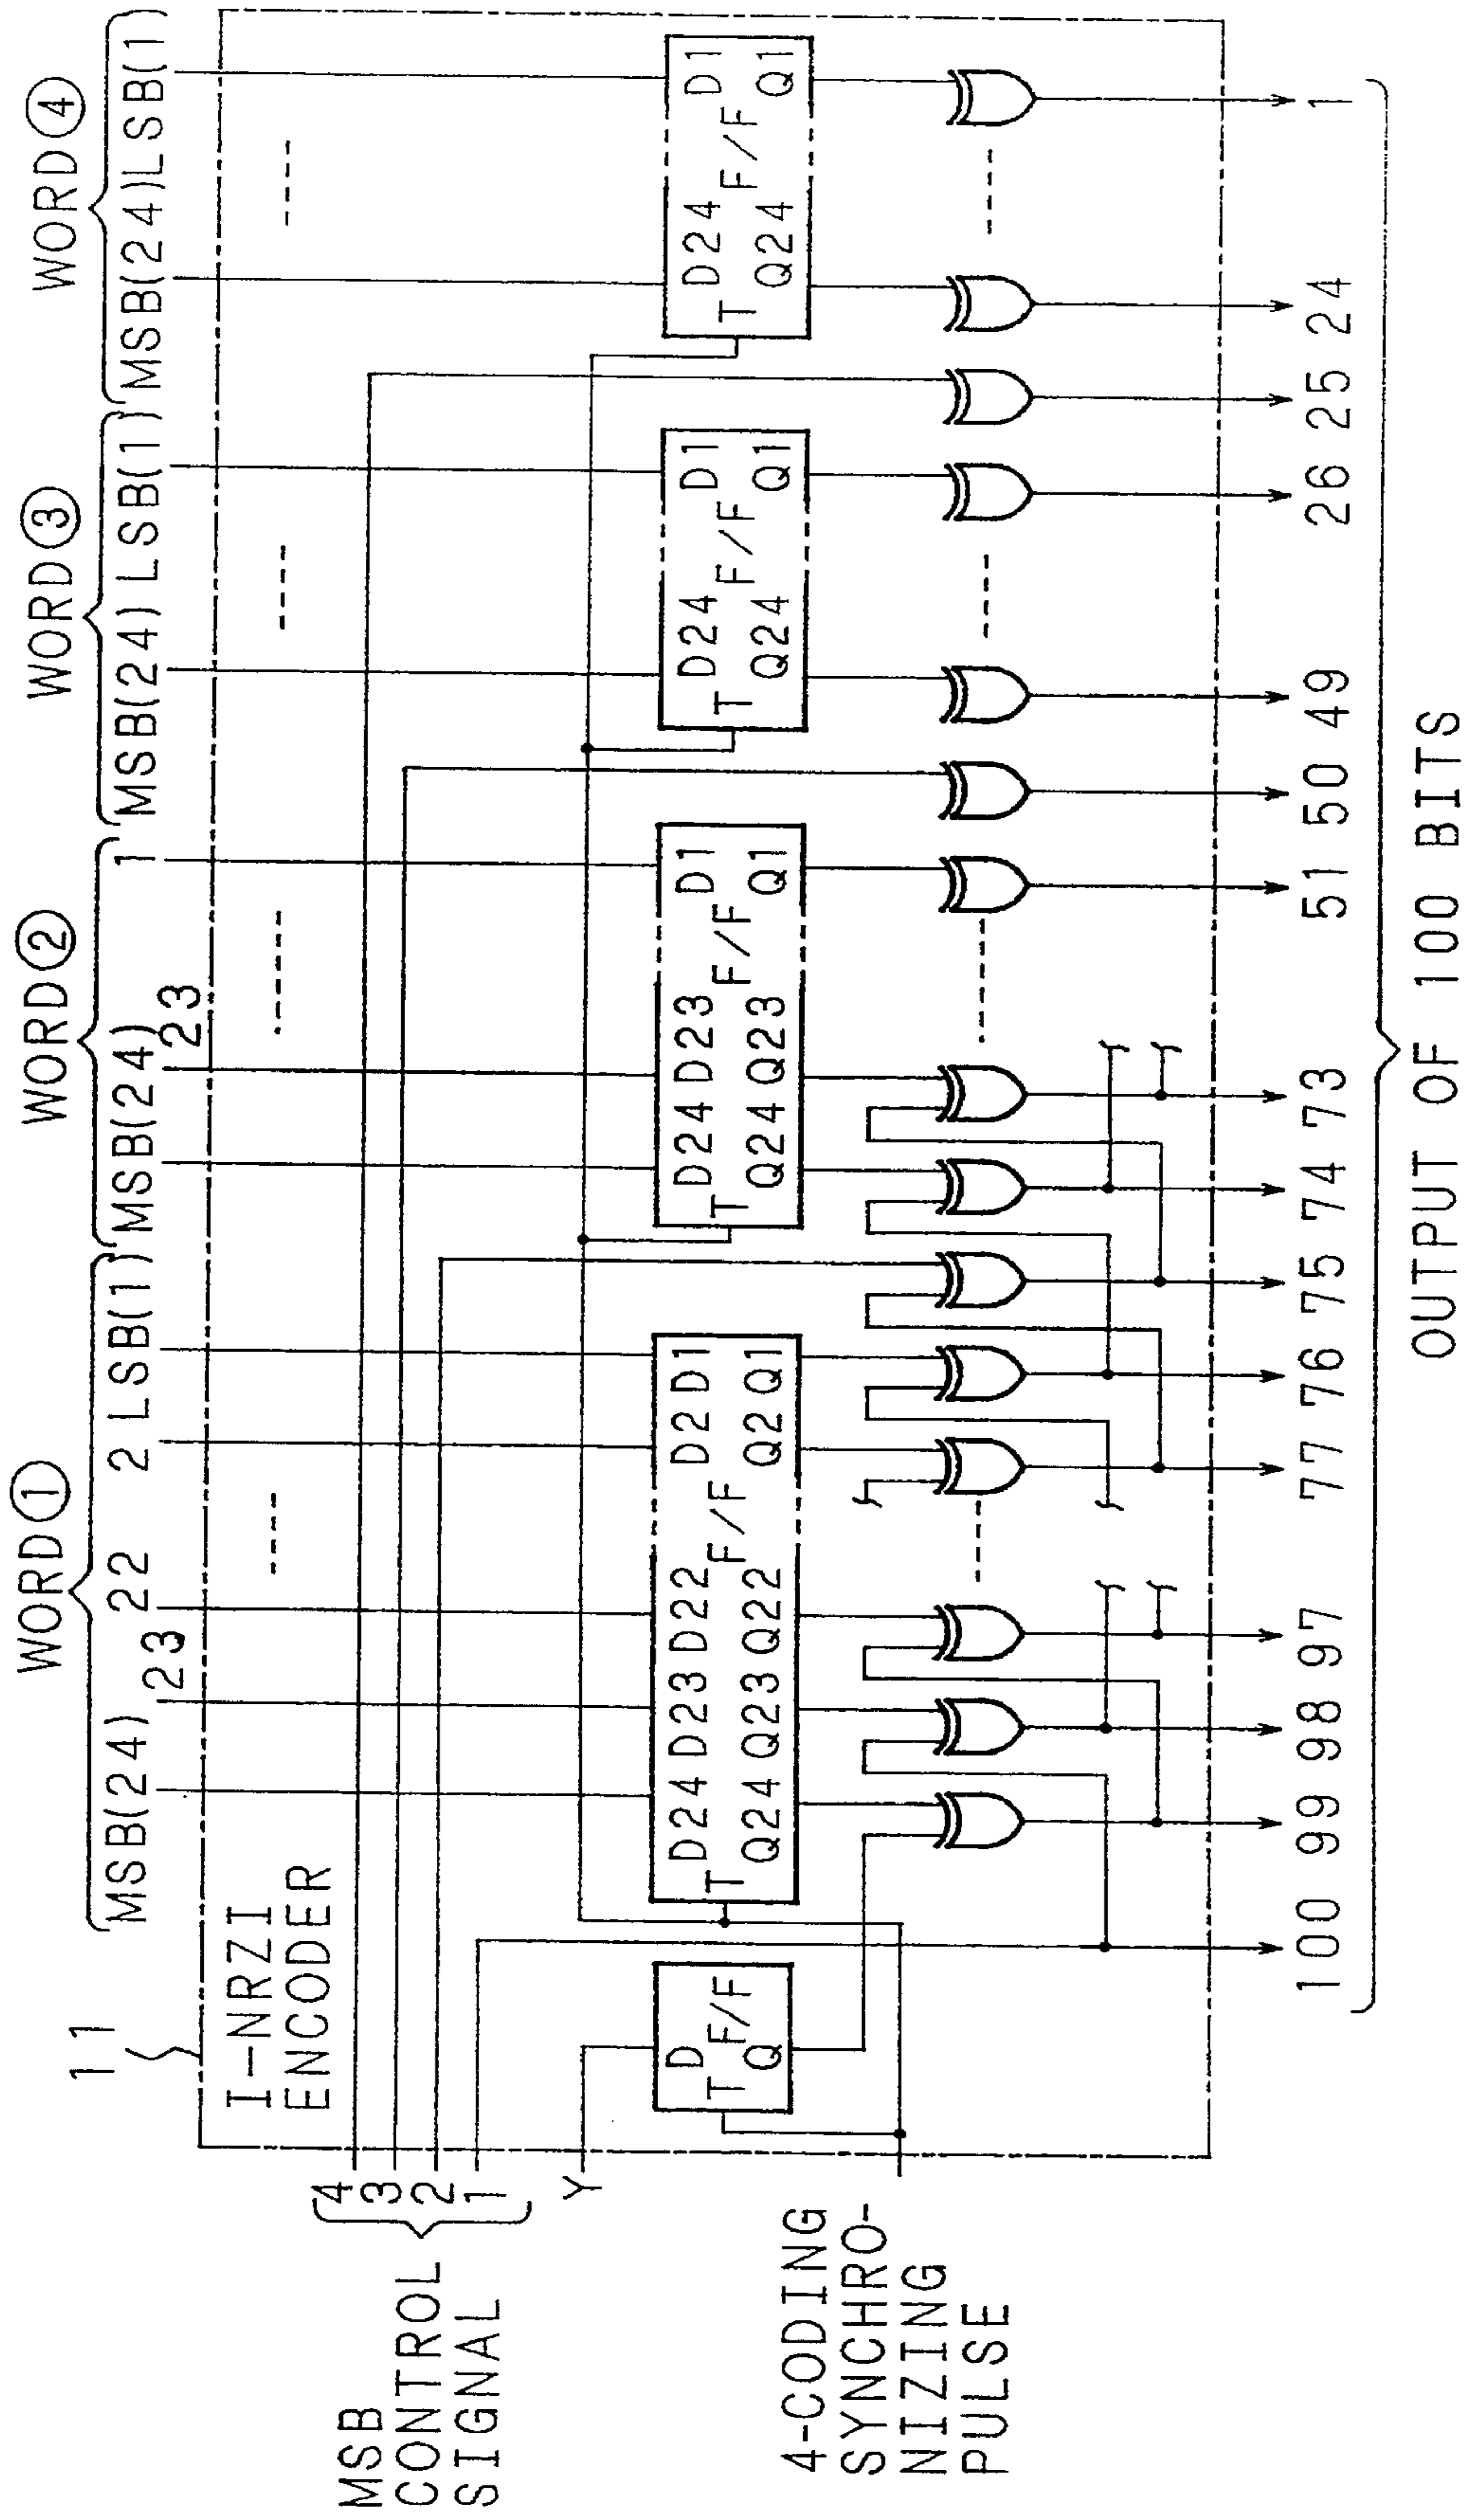 11
I-NRZI
ENCODER
WORD① WORD② WORD③ WORD④
MSB(24) 23 22 2 LSB(1) MSB(24) 23 1 MSB(24) LSB(1) MSB(24) LSB(1)
MSB
CONTROL
SIGNAL
4
3
2
1
Y
4-CODING
SYNCHRO-
NIZING
PULSE
D
T F/F
Q
D24 D23 D22 D2 D1
T F/F
Q24 Q23 Q22 Q2 Q1
D24 D23 D1
T F/F
Q24 Q23 Q1
D24 D1
T F/F
Q24 Q1
D24 D1
T F/F
Q24 Q1
100 99 98 97 77 76 75 74 73 51 50 49 26 25 24 1
OUTPUT OF 100 BITS